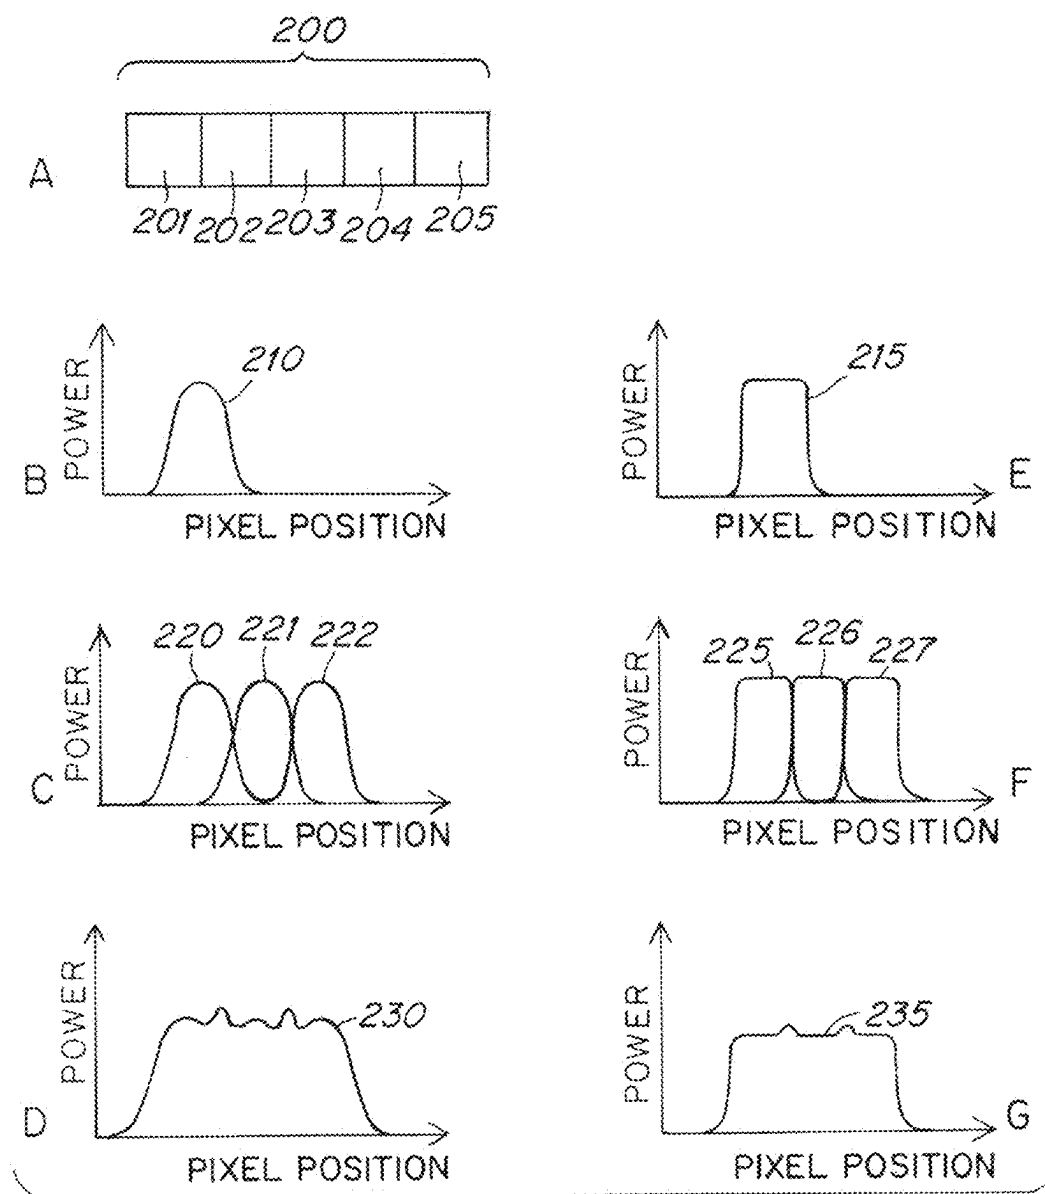 200
A
201 202 203 204 205
POWER
210
B
PIXEL POSITION
POWER
215
E
PIXEL POSITION
POWER
220 221 222
C
PIXEL POSITION
POWER
225 226 227
F
PIXEL POSITION
POWER
230
D
PIXEL POSITION
POWER
235
G
PIXEL POSITION